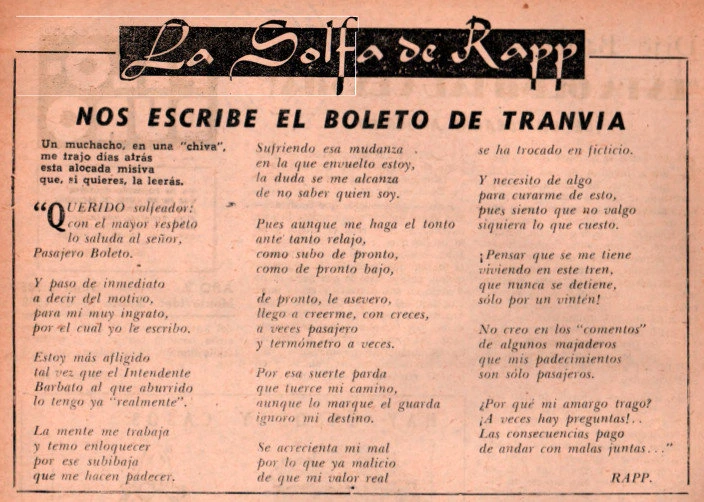 La Solfa de Rapp
NOS ESCRIBE EL BOLETO DE TRANVIA
Un muchacho, en una "chiva",
me trajo días atrás
esta alocada misiva
que, si quieres, la leerás.
"QUERIDO solfeador:
con el mayor respeto
lo saluda al señor,
Pasajero Boleto.
Y paso de inmediato
a decir del motivo,
para mí muy ingrato,
por el cual yo le escribo.
Estoy más afligido
tal vez que el Intendente
Barbato al que aburrido
lo tengo ya "realmente".
La mente me trabaja
y temo enloquecer
por ese subibaja
que me hacen padecer.
Sufriendo esa mudanza
en la que envuelto estoy,
la duda se me alcanza
de no saber quien soy.
Pues aunque me haga el tonto
ante tanto relajo,
como subo de pronto,
como de pronto bajo,
de pronto, le asevero,
llego a creerme, con creces,
a veces pasajero
y termómetro a veces.
Por esa suerte parda
que tuerce mi camino,
aunque lo marque el guarda
ignoro mi destino.
Se acrecienta mi mal
por lo que ya malicio
de que mi valor real
se ha trocado en ficticio.
Y necesito de algo
para curarme de esto,
pues siento que no valgo
siquiera lo que cuesto.
¡Pensar que se me tiene
viviendo en este tren,
que nunca se detiene,
sólo por un vintén!
No creo en los "comentos"
de algunos majaderos
que mis padecimientos
son sólo pasajeros.
¿Por qué mi amargo trago?
¡A veces hay preguntas!..
Las consecuencias pago
de andar con malas juntas..."
RAPP.